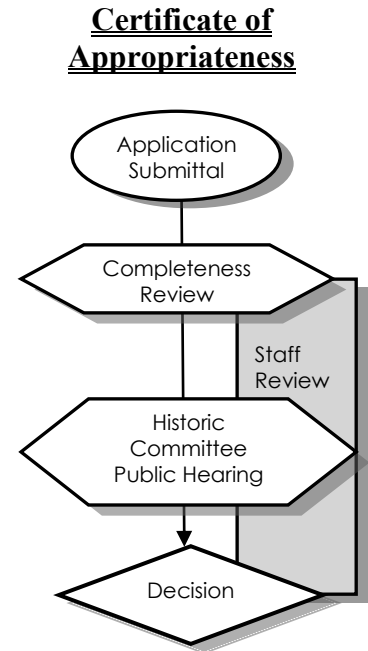 Certificate of
Appropriateness
Application
Submittal
Completeness
Review
Staff
Review
Historic
Committee
Public Hearing
Decision